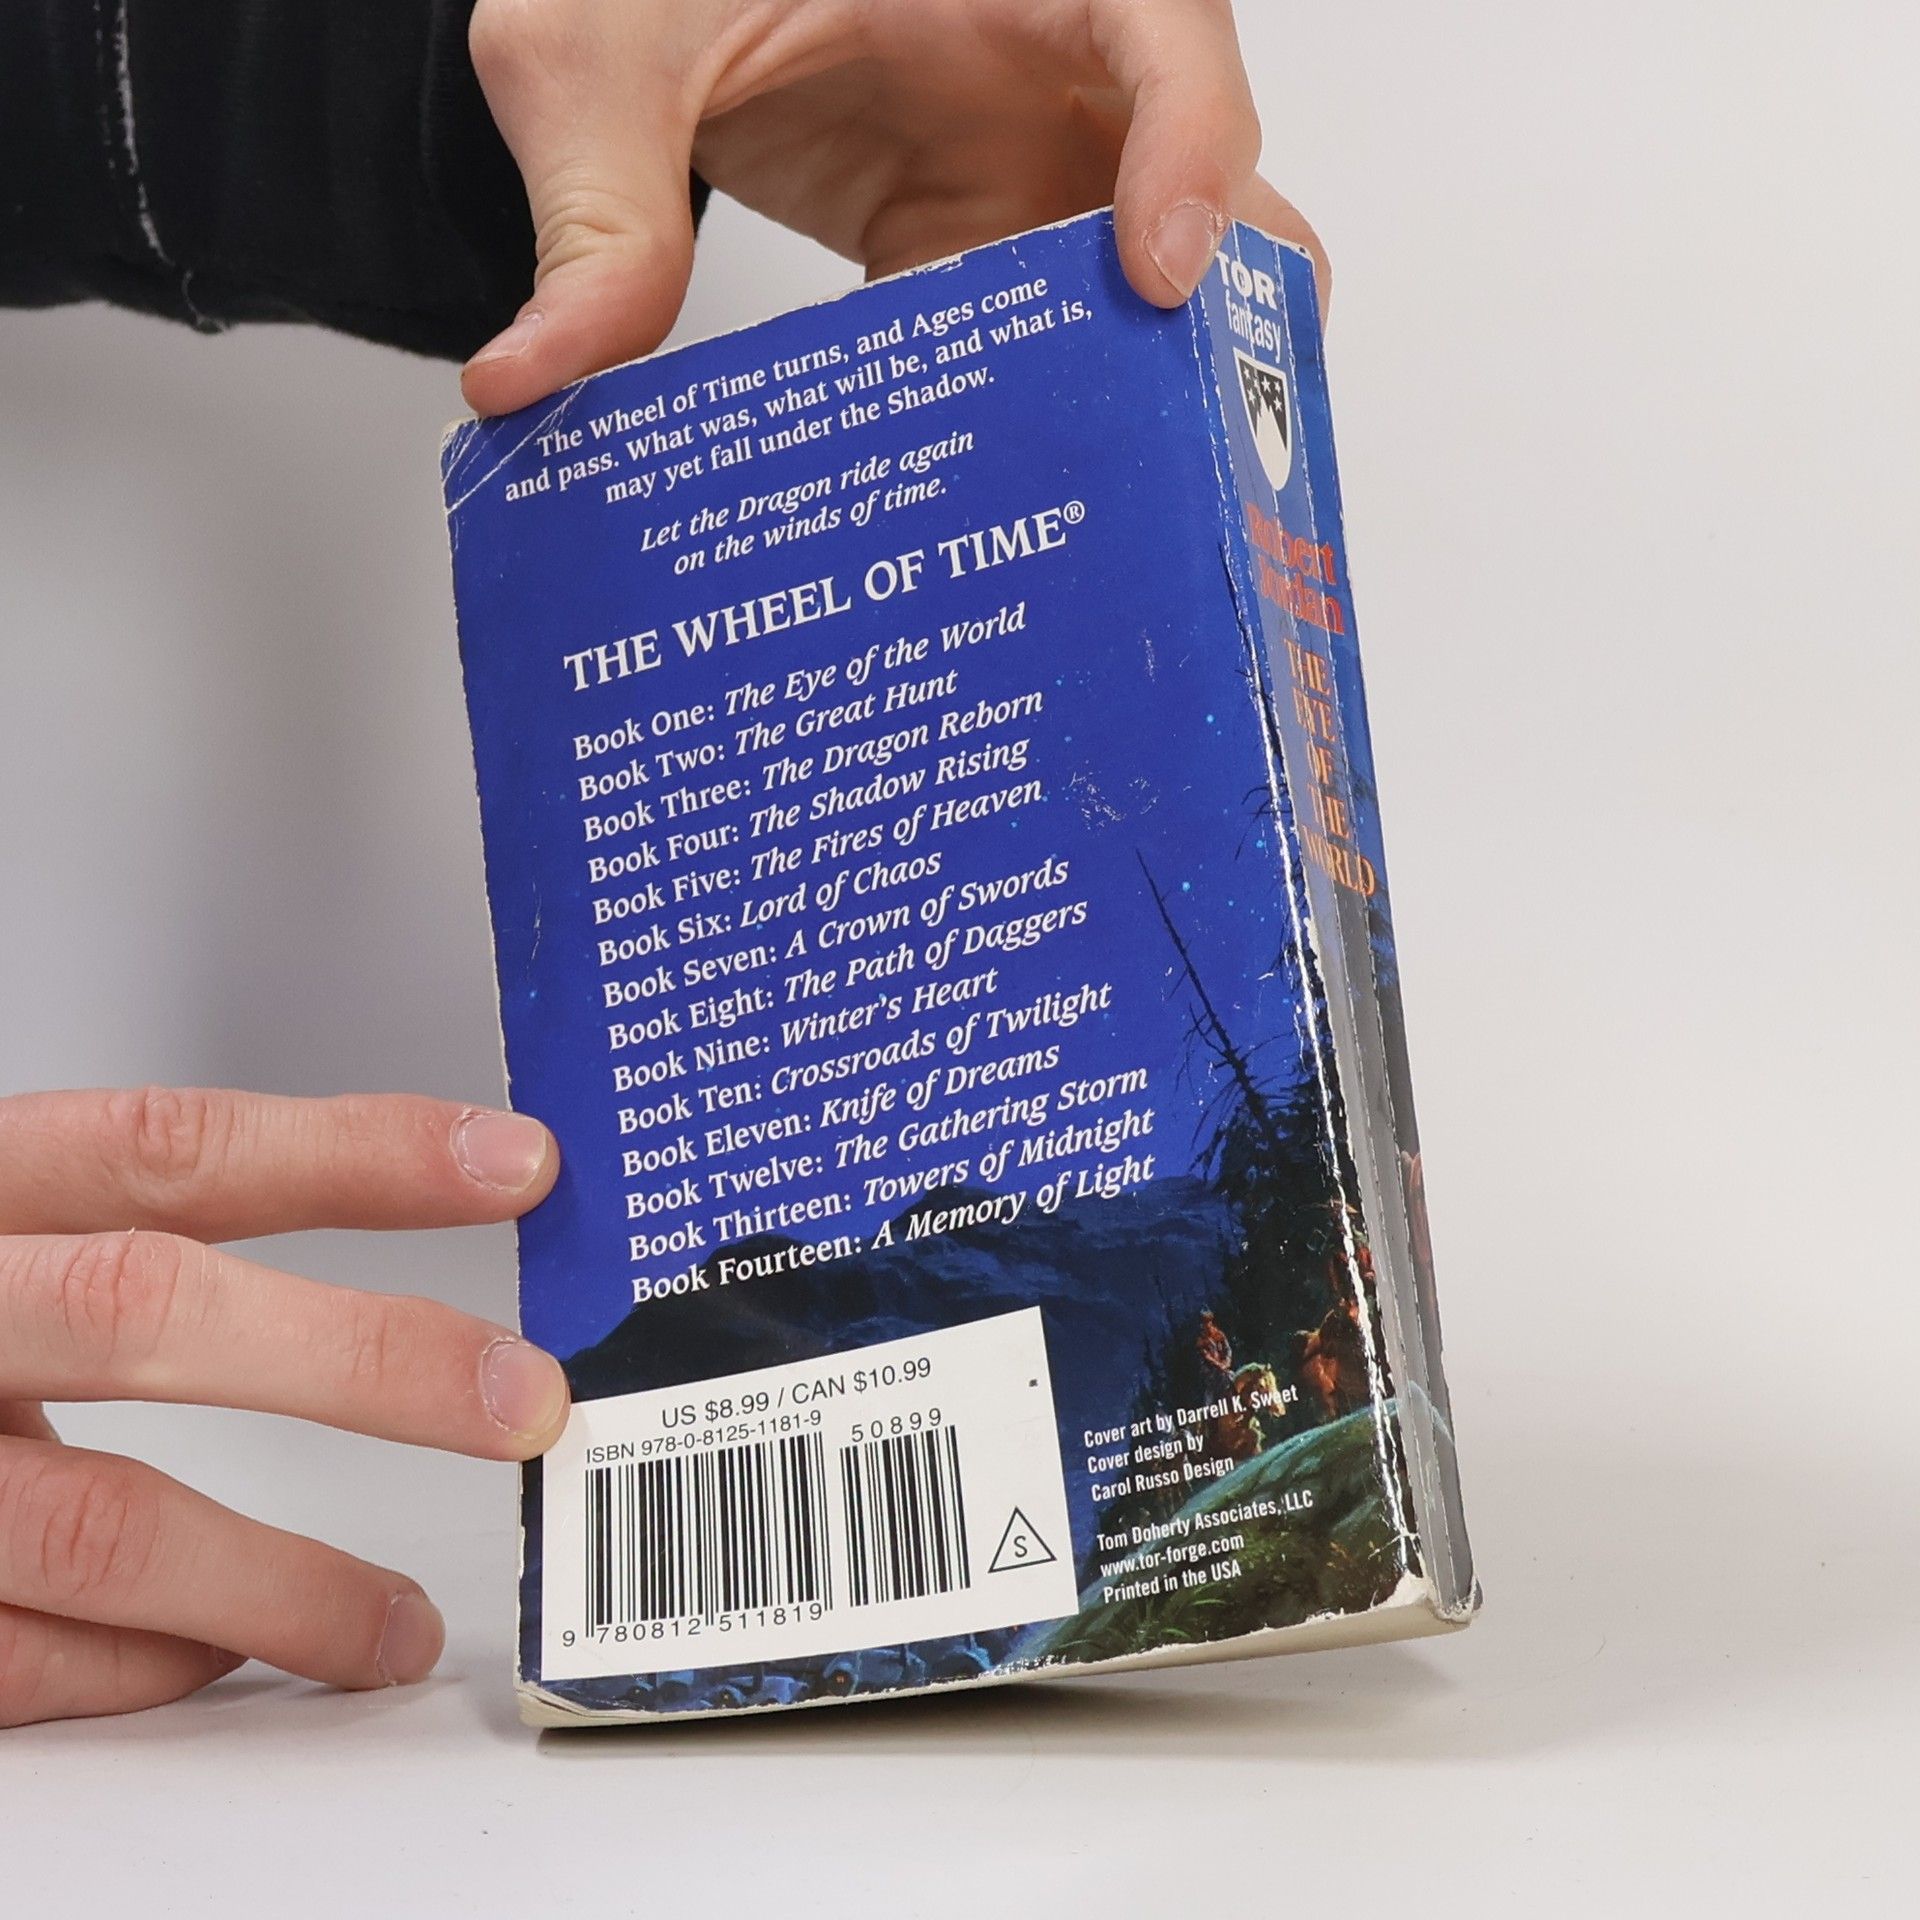 The Wheel of Time turns, and Ages come
and pass. What was, what will be, and what is,
may yet fall under the Shadow.
Let the Dragon ride again
on the winds of time.
THE WHEEL OF TIME®
Book One: The Eye of the World
Book Two: The Great Hunt
Book Three: The Dragon Reborn
Book Four: The Shadow Rising
Book Five: The Fires of Heaven
Book Six: Lord of Chaos
Book Seven: A Crown of Swords
Book Eight: The Path of Daggers
Book Nine: Winter's Heart
Book Ten: Crossroads of Twilight
Book Eleven: Knife of Dreams
Book Twelve: The Gathering Storm
Book Thirteen: Towers of Midnight
Book Fourteen: A Memory of Light
US $8.99 / CAN $10.99
ISBN 978-0-8125-1181-9
50899
9 780812 511819
S
Cover art by Darrell K. Sweet
Cover design by
Carol Russo Design
Tom Doherty Associates, LLC
www.tor-forge.com
Printed in the USA
TOR
fantasy
Robert
Jordan
THE
EYE
OF
THE
WORLD